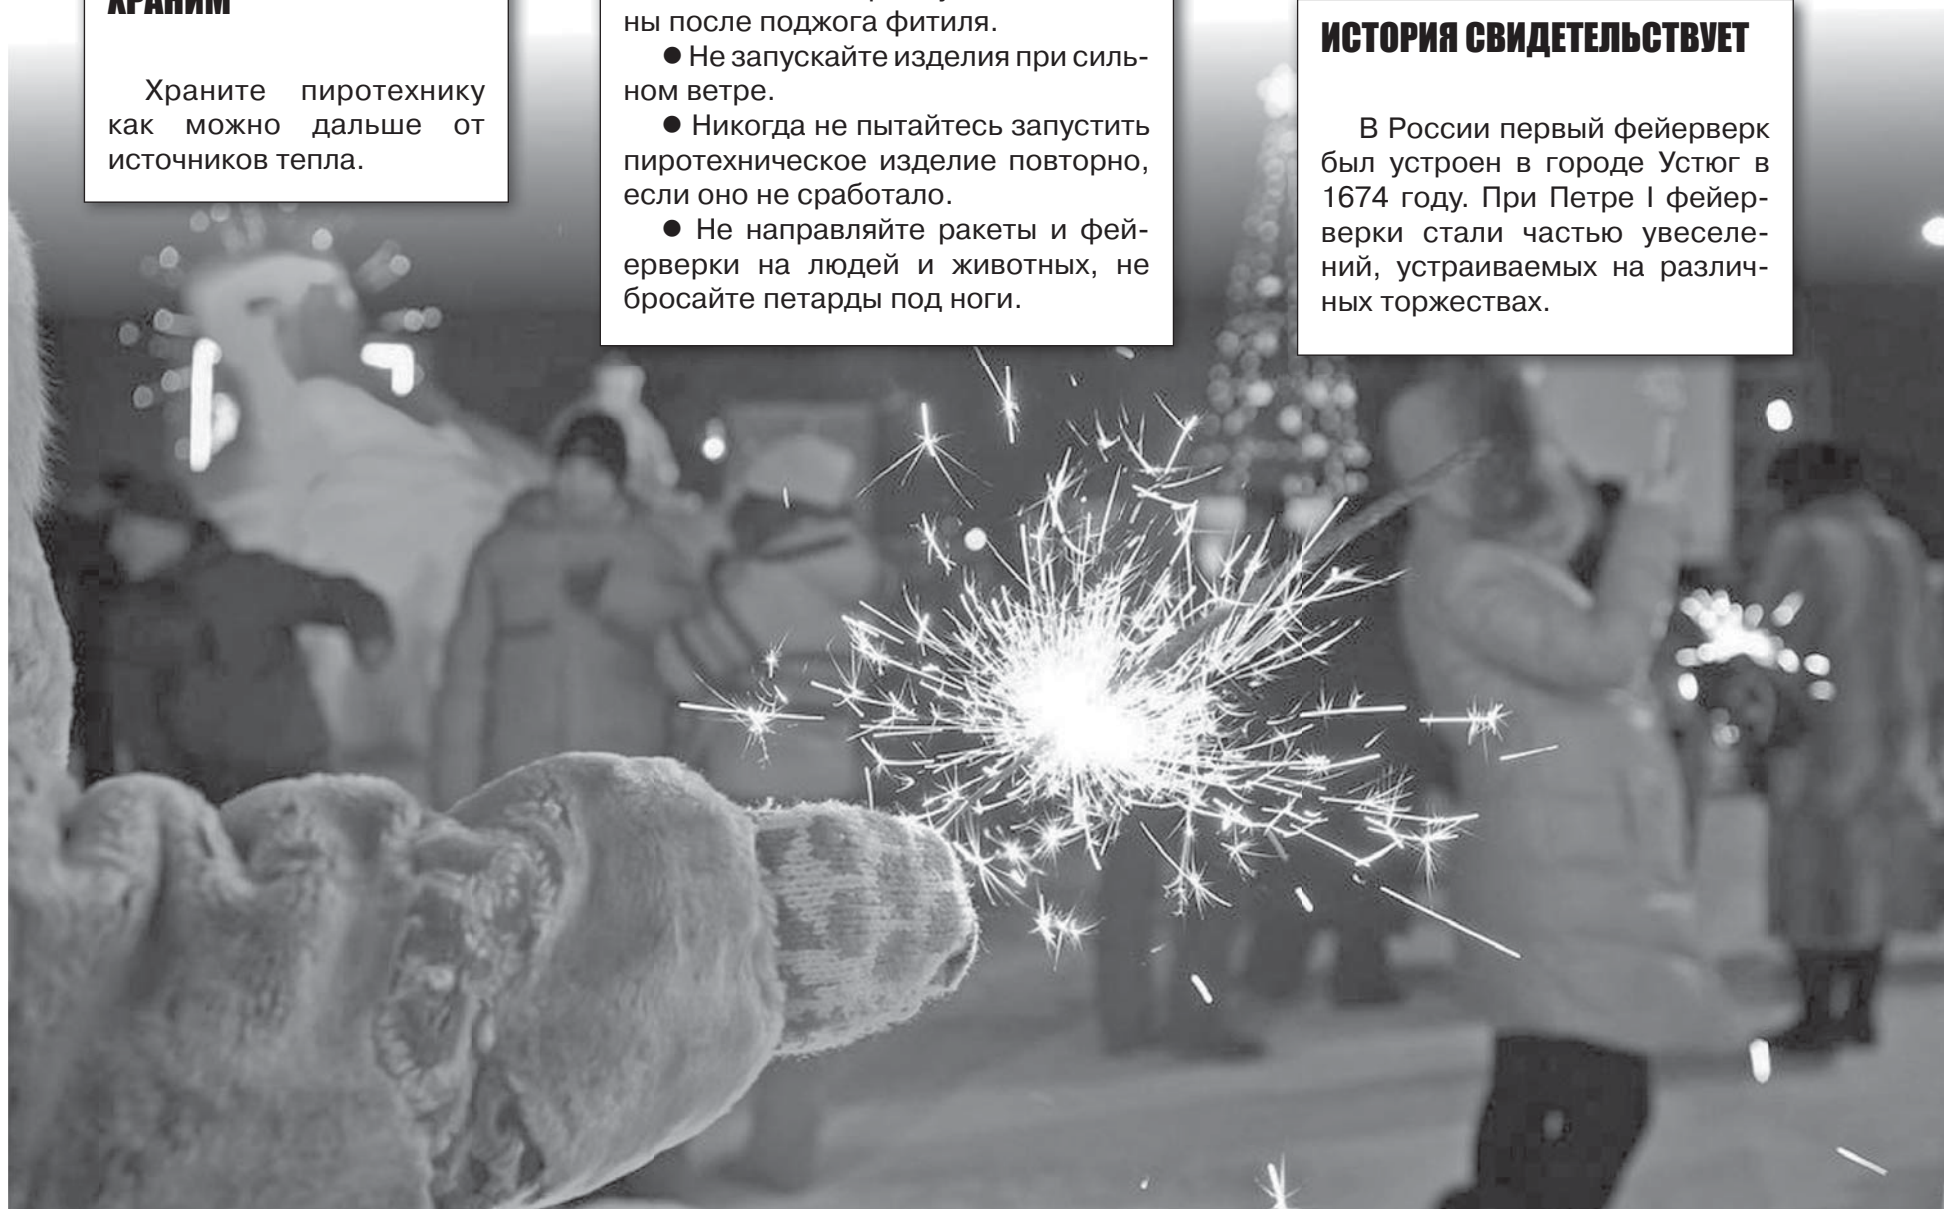 ХРАНИМ
Храните пиротехнику
как можно дальше от
источников тепла.
ны после поджога фитиля.
● Не запускайте изделия при силь-
ном ветре.
● Никогда не пытайтесь запустить
пиротехническое изделие повторно,
если оно не сработало.
● Не направляйте ракеты и фей-
ерверки на людей и животных, не
бросайте петарды под ноги.
ИСТОРИЯ СВИДЕТЕЛЬСТВУЕТ
В России первый фейерверк
был устроен в городе Устюг в
1674 году. При Петре I фейер-
верки стали частью увеселе-
ний, устраиваемых на различ-
ных торжествах.